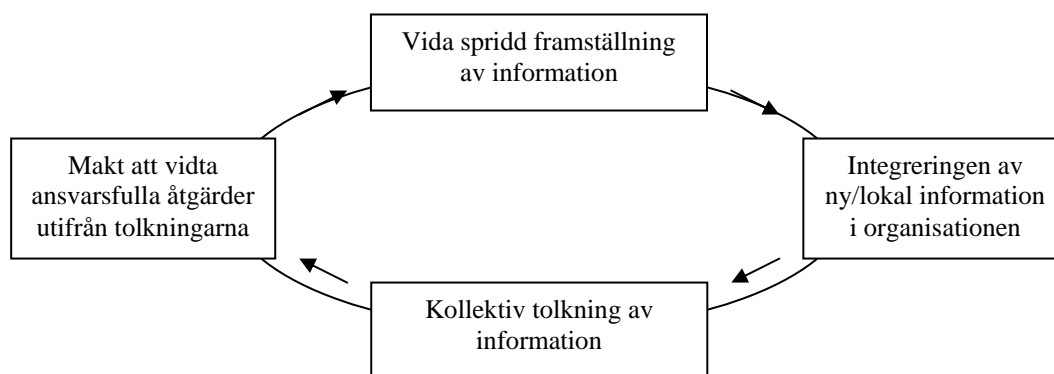 Vida spridd framställning
av information
Makt att vidta
ansvarsfulla åtgärder
utifrån tolkningarna
Integreringen av
ny/lokal information
i organisationen
Kollektiv tolkning av
information